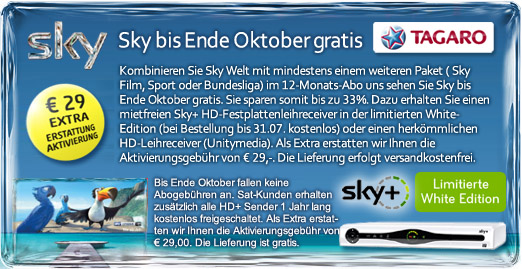 sky
Sky bis Ende Oktober gratis
TAGARO
Kombinieren Sie Sky Welt mit mindestens einem weiteren Paket ( Sky
Film, Sport oder Bundesliga) im 12-Monats-Abo uns sehen Sie Sky bis
Ende Oktober gratis. Sie sparen somit bis zu 33%. Dazu erhalten Sie einen
mietfreien Sky+ HD-Festplattenleihreceiver in der limitierten White-
Edition (bei Bestellung bis 31.07. kostenlos) oder einen herkömmlichen
HD-Leihreceiver (Unitymedia). Als Extra erstatten wir Ihnen die
Aktivierungsgebühr von € 29,-. Die Lieferung erfolgt versandkostenfrei.
€ 29
EXTRA
ERSTATTUNG
AKTIVIERUNG
Bis Ende Oktober fallen keine
Abogebühren an. Sat-Kunden erhalten
zusätzlich alle HD+ Sender 1 Jahr lang
kostenlos freigeschaltet. Als Extra erstat-
ten wir Ihnen die Aktivierungsgebühr von
€ 29,00. Die Lieferung ist gratis.
sky+
Limitierte
White Edition
sky+